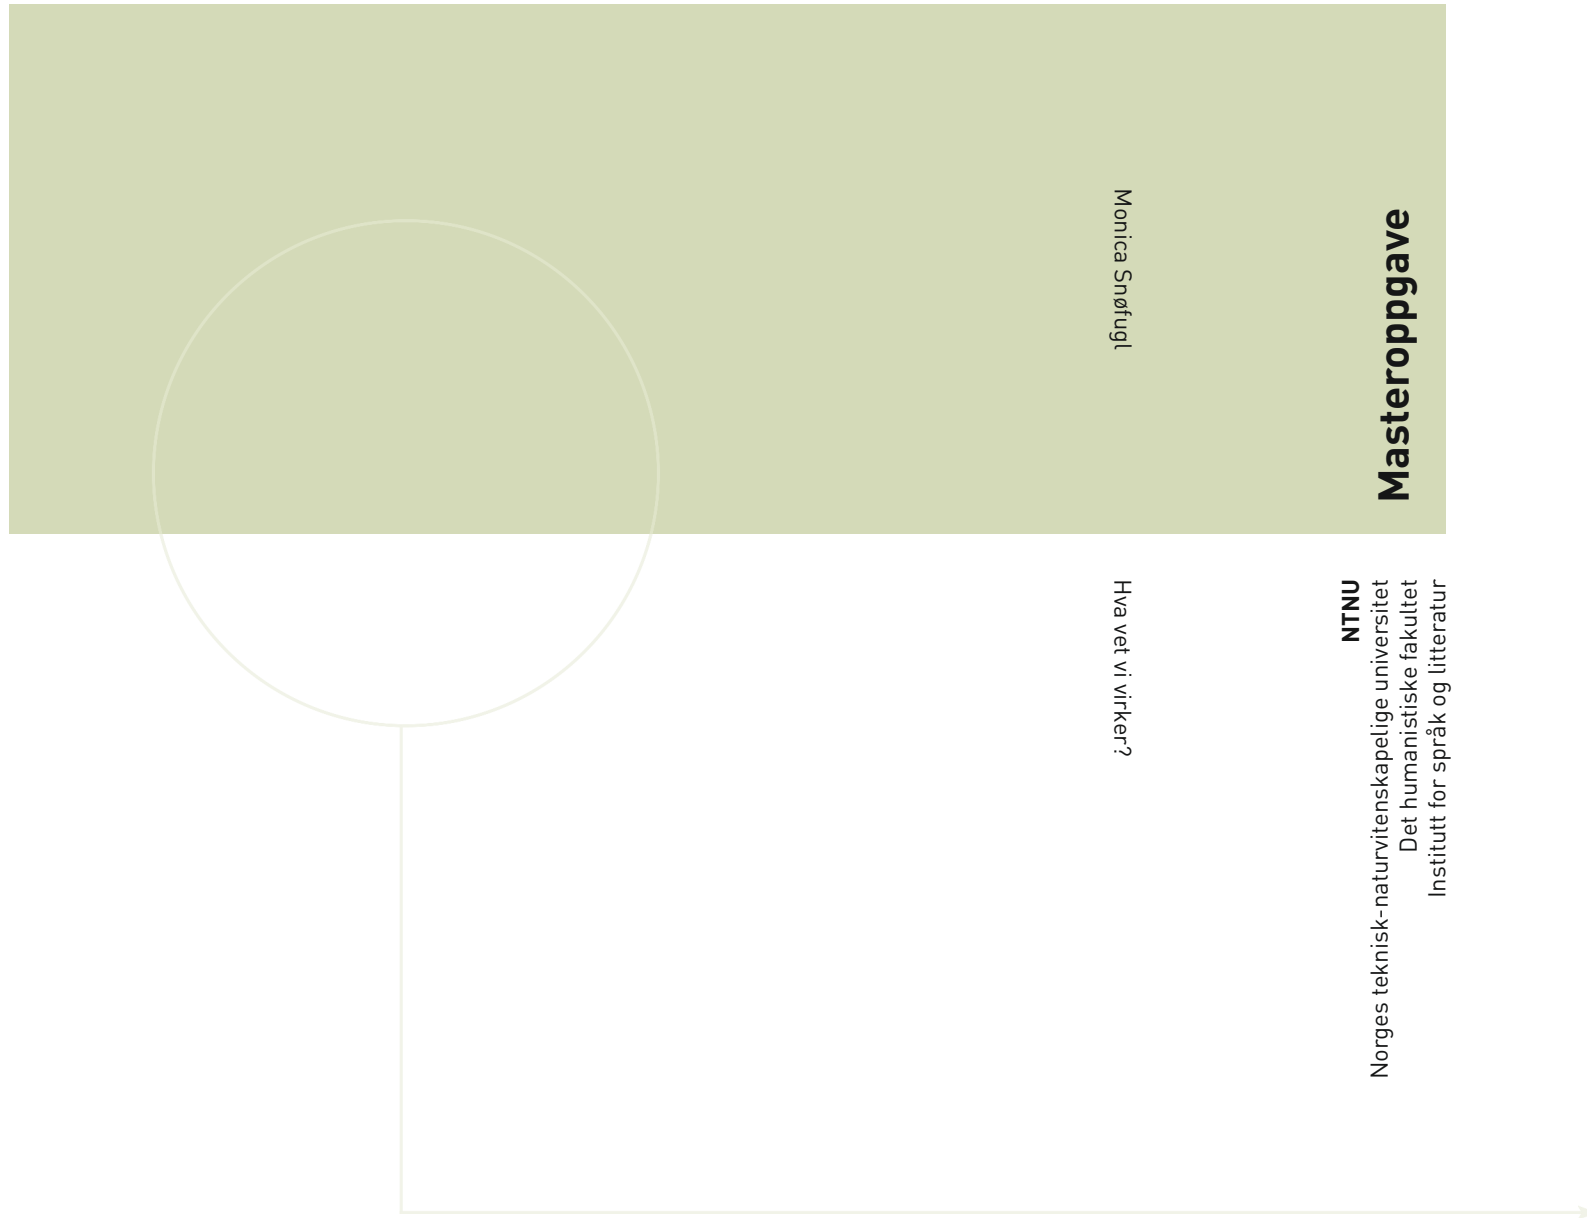 Monica Snøfugl
Hva vet vi virker?
Masteroppgave
NTNU
Norges teknisk-naturvitenskapelige universitet
Det humanistiske fakultet
Institutt for språk og litteratur